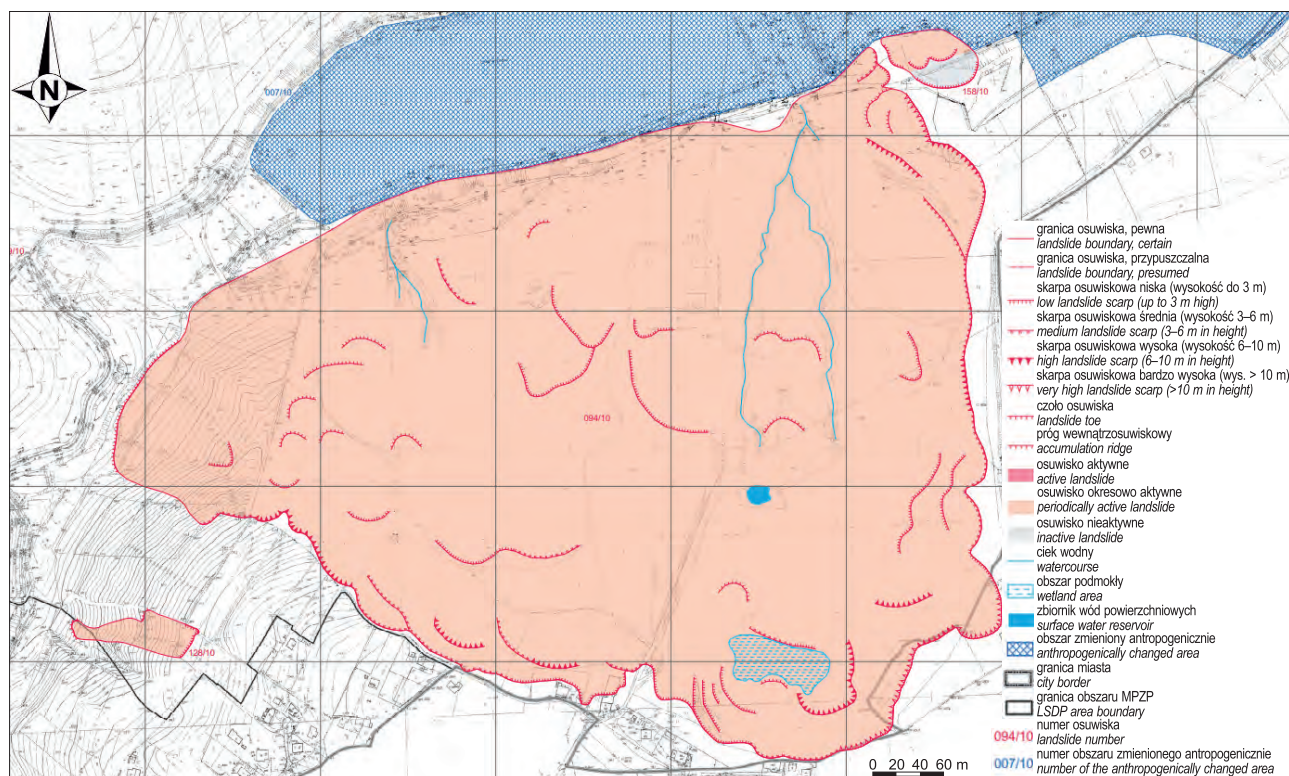 N
007/10
158/10
9/10
094/10
128/10
granica osuwiska, pewna
landslide boundary, certain
granica osuwiska, przypuszczalna
landslide boundary, presumed
skarpa osuwiskowa niska (wysokość do 3 m)
low landslide scarp (up to 3 m high)
skarpa osuwiskowa średnia (wysokość 3–6 m)
medium landslide scarp (3–6 m in height)
skarpa osuwiskowa wysoka (wysokość 6–10 m)
high landslide scarp (6–10 m in height)
skarpa osuwiskowa bardzo wysoka (wys. > 10 m)
very high landslide scarp (>10 m in height)
czoło osuwiska
landslide toe
próg wewnątrzosuwiskowy
accumulation ridge
osuwisko aktywne
active landslide
osuwisko okresowo aktywne
periodically active landslide
osuwisko nieaktywne
inactive landslide
ciek wodny
watercourse
obszar podmokły
wetland area
zbiornik wód powierzchniowych
surface water reservoir
obszar zmieniony antropogenicznie
anthropogenically changed area
granica miasta
city border
granica obszaru MPZP
LSDP area boundary
numer osuwiska
094/10 landslide number
numer obszaru zmienionego antropogenicznie
007/10 number of the anthropogenically changed area
0 20 40 60 m